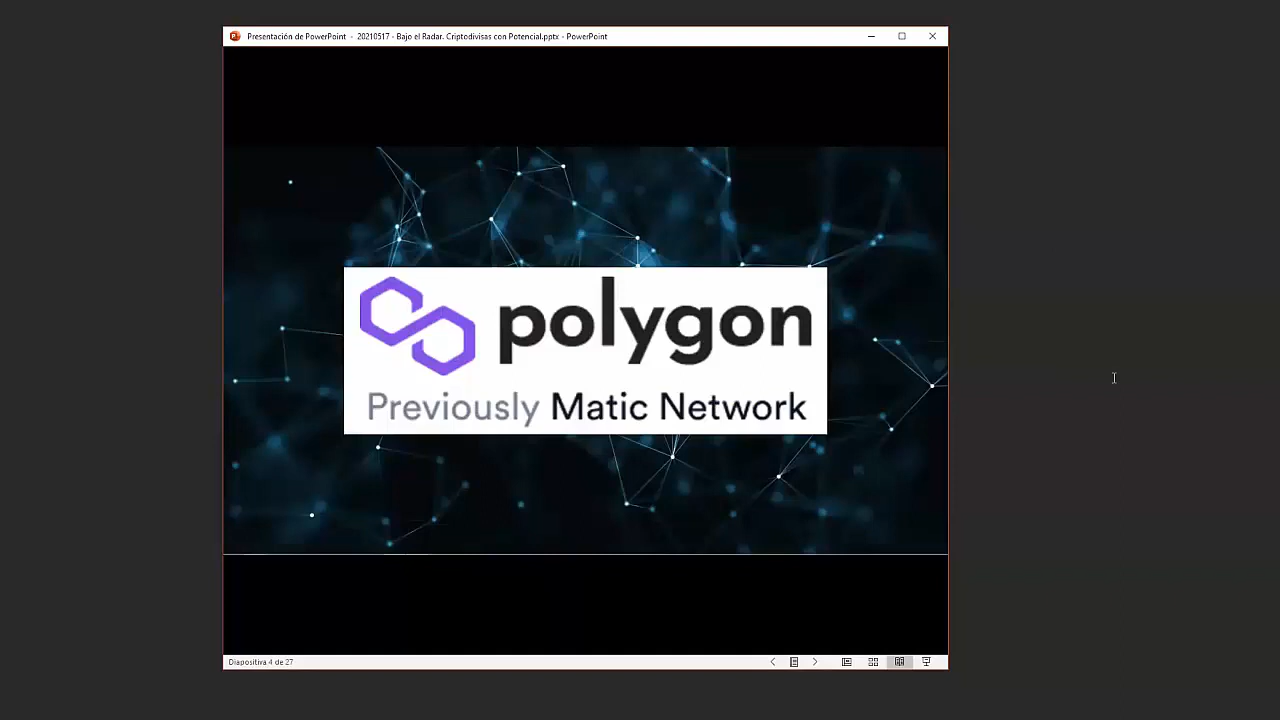 Presentación de PowerPoint - 20210517 - Bajo el Radar. Criptodivisas con Potencial.pptx - PowerPoint
polygon
Previously Matic Network
Diapositiva 4 de 27